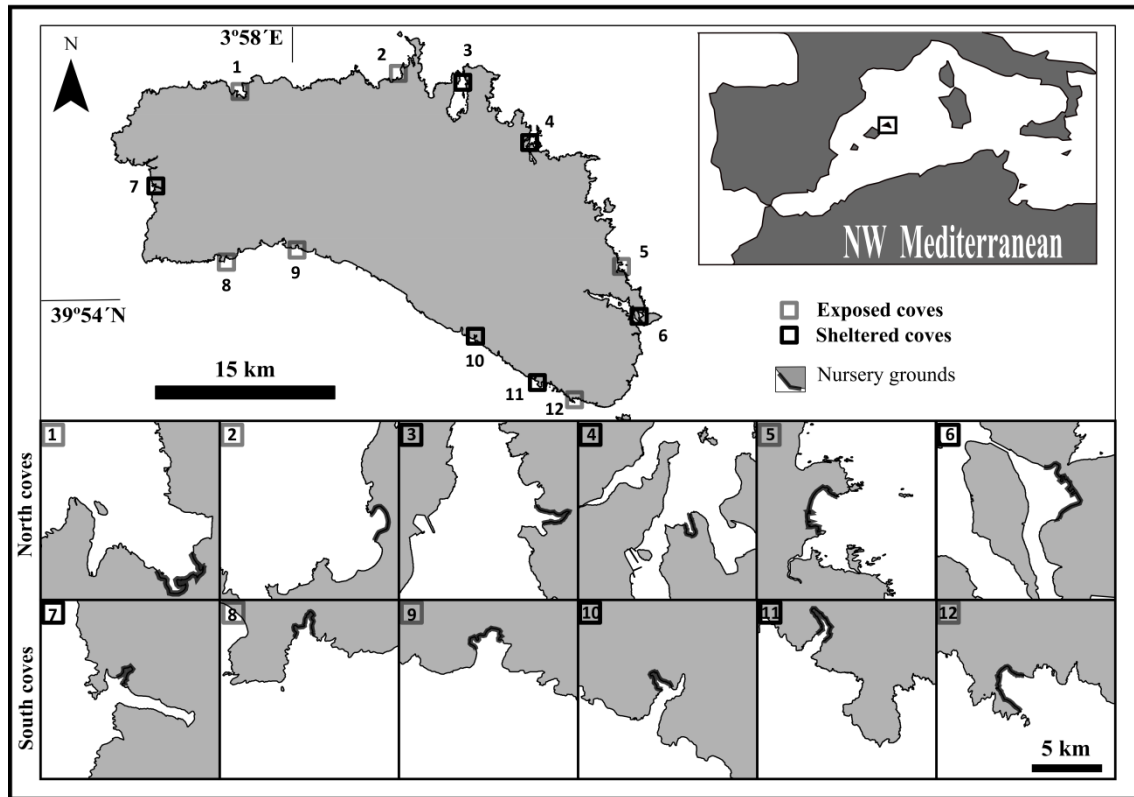 3º58´E
N
1
2
3
4
7
5
8
9
39º54´N
6
10
11
12
15 km
NW Mediterranean
Exposed coves
Sheltered coves
Nursery grounds
North coves
1
2
3
4
5
6
South coves
7
8
9
10
11
12
5 km